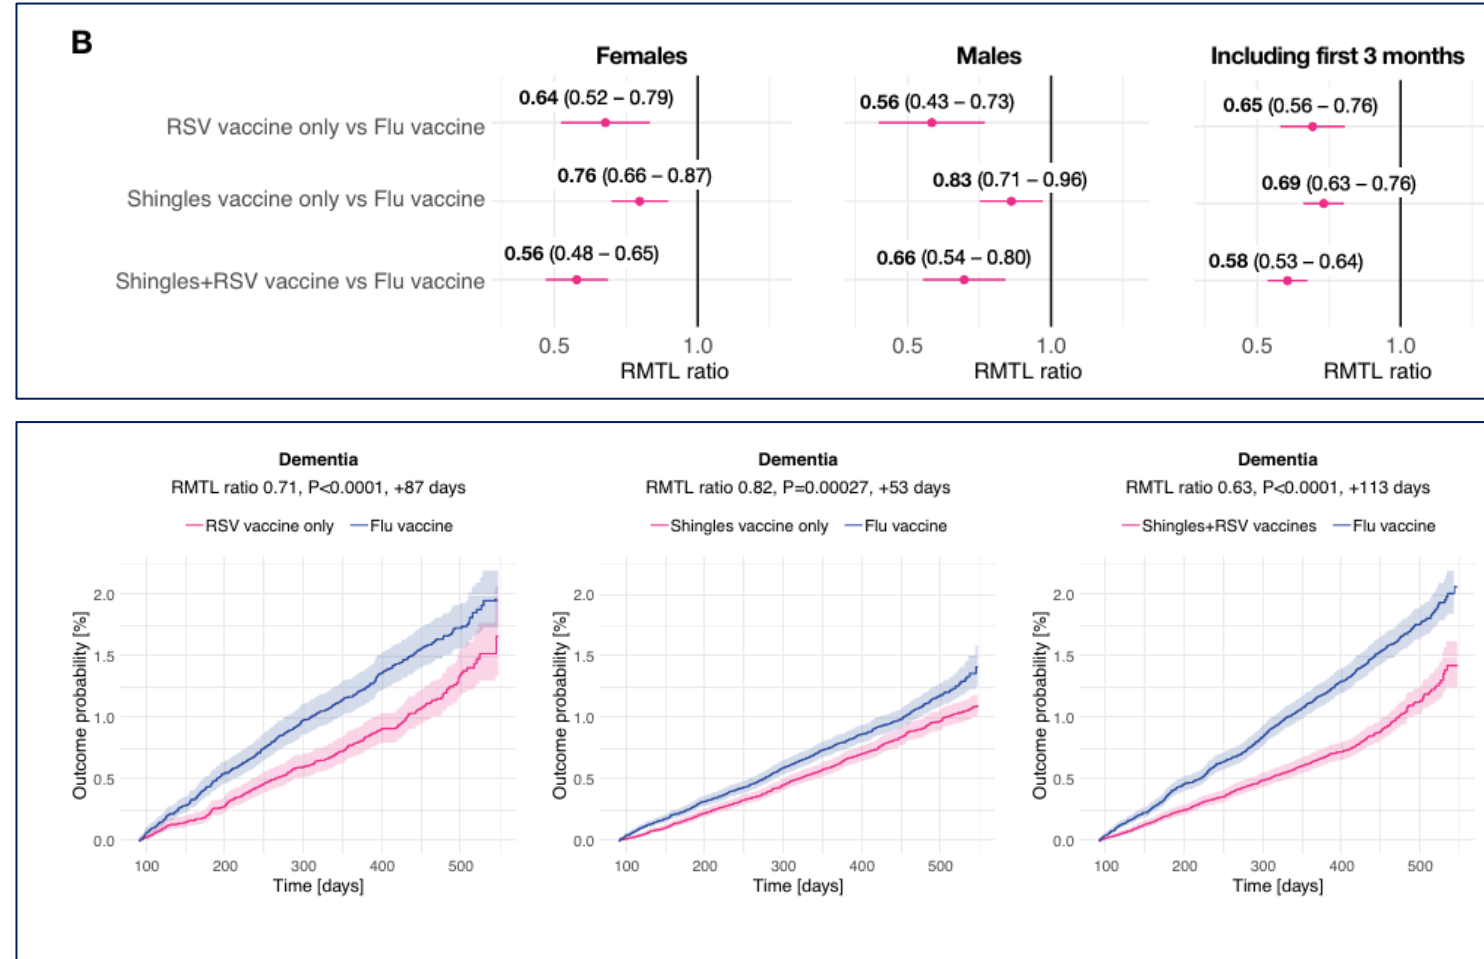 B
Females
Males
Including first 3 months
RSV vaccine only vs Flu vaccine
0.64 (0.52 – 0.79)
0.56 (0.43 – 0.73)
0.65 (0.56 – 0.76)
Shingles vaccine only vs Flu vaccine
0.76 (0.66 – 0.87)
0.83 (0.71 – 0.96)
0.69 (0.63 – 0.76)
Shingles+RSV vaccine vs Flu vaccine
0.56 (0.48 – 0.65)
0.66 (0.54 – 0.80)
0.58 (0.53 – 0.64)
0.5 1.0
RMTL ratio
0.5 1.0
RMTL ratio
0.5 1.0
RMTL ratio
Dementia
RMTL ratio 0.71, P<0.0001, +87 days
RSV vaccine only Flu vaccine
Outcome probability [%]
2.0
1.5
1.0
0.5
0.0
100 200 300 400 500
Time [days]
Dementia
RMTL ratio 0.82, P=0.00027, +53 days
Shingles vaccine only Flu vaccine
Outcome probability [%]
2.0
1.5
1.0
0.5
0.0
100 200 300 400 500
Time [days]
Dementia
RMTL ratio 0.63, P<0.0001, +113 days
Shingles+RSV vaccines Flu vaccine
Outcome probability [%]
2.0
1.5
1.0
0.5
0.0
100 200 300 400 500
Time [days]